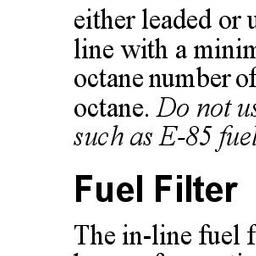 either leaded or
line with a minim
octane number of
octane. Do not us
such as E-85 fuel
Fuel Filter
The in-line fuel f